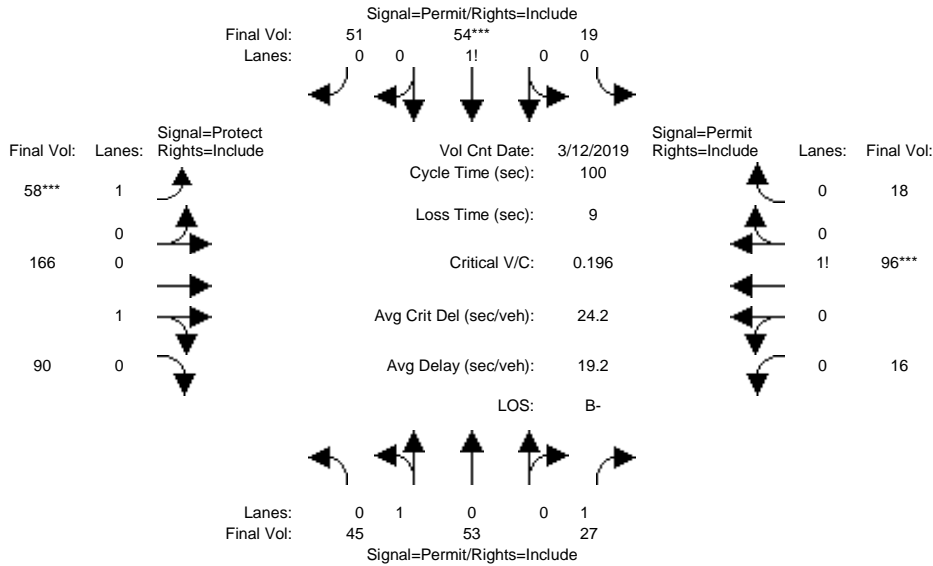 Signal=Permit/Rights=Include
Final Vol: 51 54*** 19
Lanes: 0 0 1! 0 0
Signal=Protect Signal=Permit
Final Vol: Lanes: Rights=Include Vol Cnt Date: 3/12/2019 Rights=Include Lanes: Final Vol:
Cycle Time (sec): 100
58*** 1 0 18
Loss Time (sec): 9
0 0
166 0 Critical V/C: 0.196 1! 96***
1 Avg Crit Del (sec/veh): 24.2 0
90 0 Avg Delay (sec/veh): 19.2 0 16
LOS: B-
Lanes: 0 1 0 0 1
Final Vol: 45 53 27
Signal=Permit/Rights=Include